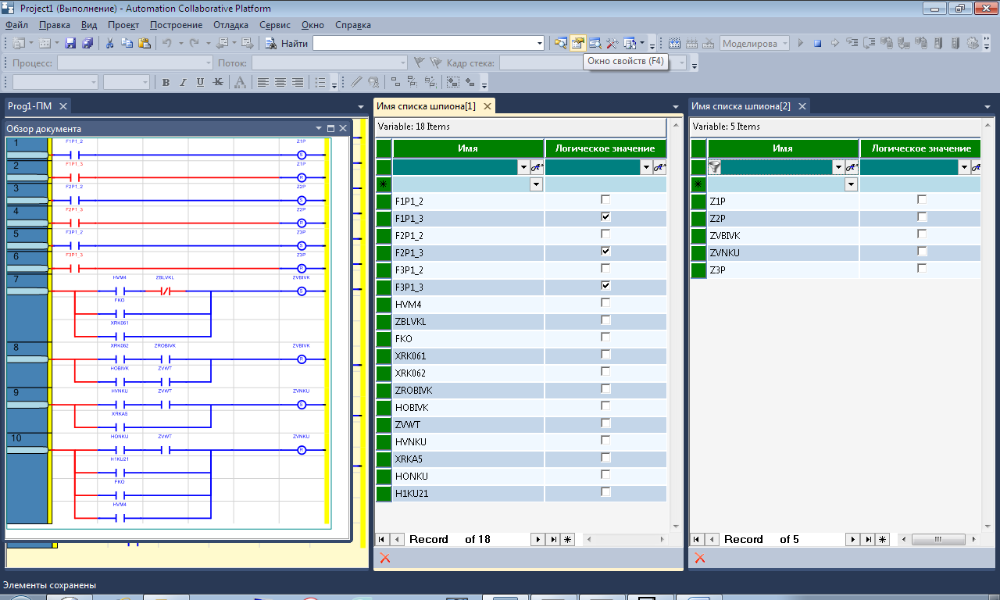 Project1 (Выполнение) - Automation Collaborative Platform
Файл Правка Вид Проект Построение Отладка Сервис Окно Справка
Найти
Моделирова
Процесс: Поток: Кадр стека:
Окно свойств (F4)
B I U K A
Prog1-ПМ
Обзор документа
1 F1P1_2 Z1P S
2 F1P1_3 Z1P R
3 F2P1_2 Z2P S
4 F2P1_3 Z2P R
5 F3P1_2 Z3P S
6 F3P1_3 Z3P R
7 HVM4 ZBLVKL ZVBIVK S
FKO
XRK061
8 XRK062 ZROBIVK ZVBIVK R
HOBIVK ZVWT
9 HVNKU ZVWT ZVNKU S
XRKA5
10 HONKU ZVWT ZVNKU R
H1KU21
FKO
HVM4
Имя списка шпиона[1]
Variable: 18 Items
Имя Логическое значение
F1P1_2
F1P1_3
F2P1_2
F2P1_3
F3P1_2
F3P1_3
HVM4
ZBLVKL
FKO
XRK061
XRK062
ZROBIVK
HOBIVK
ZVWT
HVNKU
XRKA5
HONKU
H1KU21
Record of 18
Имя списка шпиона[2]
Variable: 5 Items
Имя Логическое значение
Z1P
Z2P
ZVBIVK
ZVNKU
Z3P
Record of 5
Элементы сохранены